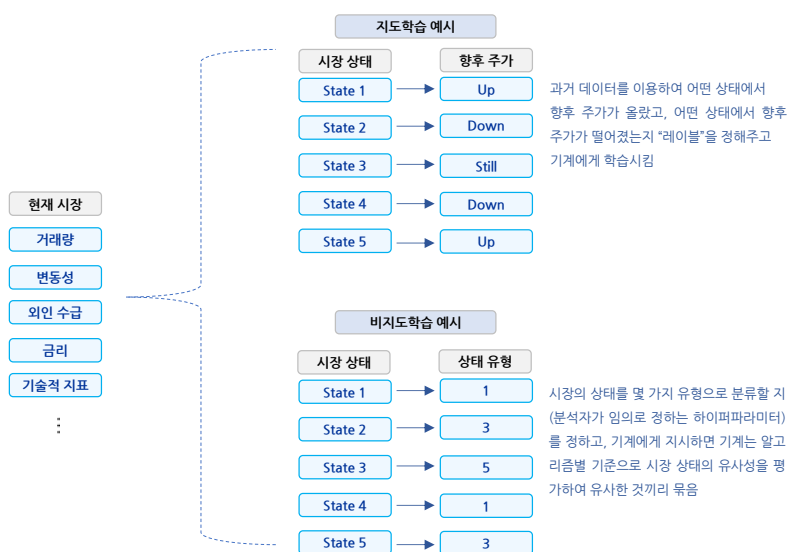 지도학습 예시
시장 상태 향후 주가
State 1 Up
State 2 Down
State 3 Still
State 4 Down
State 5 Up
과거 데이터를 이용하여 어떤 상태에서
향후 주가가 올랐고, 어떤 상태에서 향후
주가가 떨어졌는지 “레이블”을 정해주고
기계에게 학습시킴
현재 시장
거래량
변동성
외인 수급
금리
기술적 지표
⋮
비지도학습 예시
시장 상태 상태 유형
State 1 1
State 2 3
State 3 5
State 4 1
State 5 3
시장의 상태를 몇 가지 유형으로 분류할 지
(분석자가 임의로 정하는 하이퍼파라미터)
를 정하고, 기계에게 지시하면 기계는 알고
리즘별 기준으로 시장 상태의 유사성을 평
가하여 유사한 것끼리 묶음